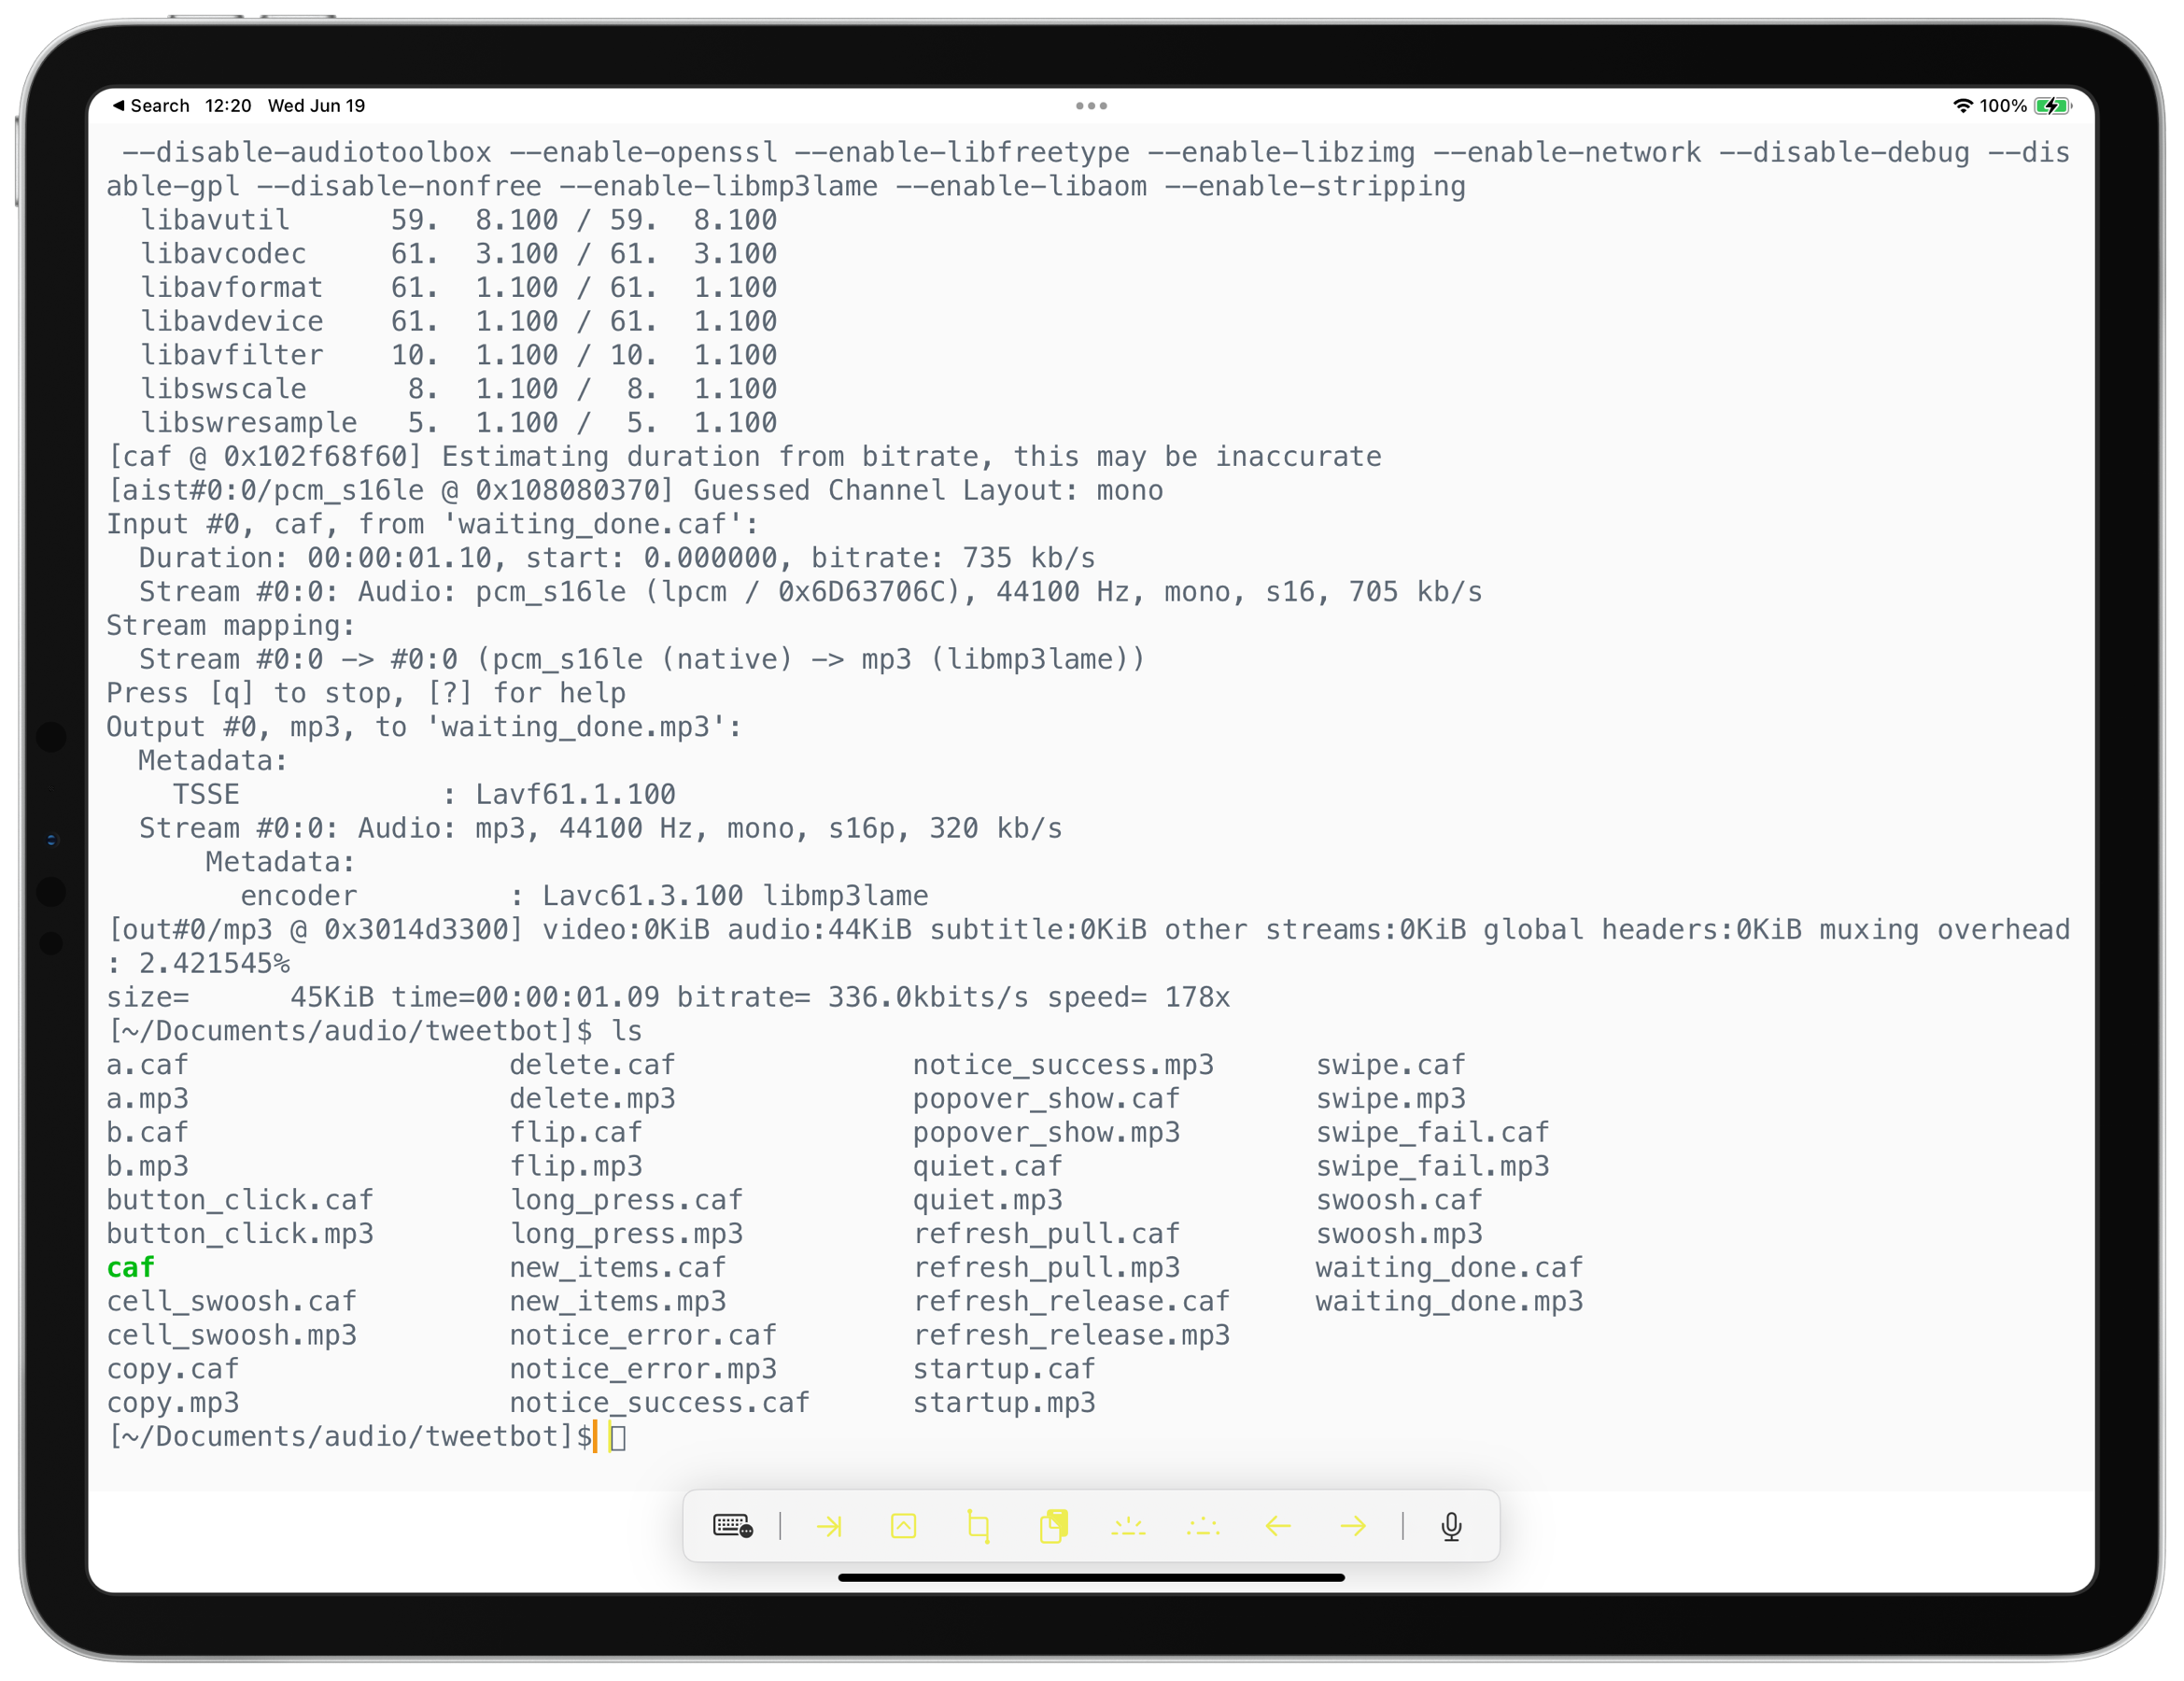 Search 12:20 Wed Jun 19 100%
--disable-audiotoolbox --enable-openssl --enable-libfreetype --enable-libzimg --enable-network --disable-debug --dis
able-gpl --disable-nonfree --enable-libmp3lame --enable-libaom --enable-stripping
libavutil 59. 8.100 / 59. 8.100
libavcodec 61. 3.100 / 61. 3.100
libavformat 61. 1.100 / 61. 1.100
libavdevice 61. 1.100 / 61. 1.100
libavfilter 10. 1.100 / 10. 1.100
libswscale 8. 1.100 / 8. 1.100
libswresample 5. 1.100 / 5. 1.100
[caf @ 0x102f68f60] Estimating duration from bitrate, this may be inaccurate
[aist#0:0/pcm_s16le @ 0x108080370] Guessed Channel Layout: mono
Input #0, caf, from 'waiting_done.caf':
Duration: 00:00:01.10, start: 0.000000, bitrate: 735 kb/s
Stream #0:0: Audio: pcm_s16le (lpcm / 0x6D63706C), 44100 Hz, mono, s16, 705 kb/s
Stream mapping:
Stream #0:0 -> #0:0 (pcm_s16le (native) -> mp3 (libmp3lame))
Press [q] to stop, [?] for help
Output #0, mp3, to 'waiting_done.mp3':
Metadata:
TSSE : Lavf61.1.100
Stream #0:0: Audio: mp3, 44100 Hz, mono, s16p, 320 kb/s
Metadata:
encoder : Lavc61.3.100 libmp3lame
[out#0/mp3 @ 0x3014d3300] video:0KiB audio:44KiB subtitle:0KiB other streams:0KiB global headers:0KiB muxing overhead
: 2.421545%
size= 45KiB time=00:00:01.09 bitrate= 336.0kbits/s speed= 178x
[~/Documents/audio/tweetbot]$ ls
a.caf delete.caf notice_success.mp3 swipe.caf
a.mp3 delete.mp3 popover_show.caf swipe.mp3
b.caf flip.caf popover_show.mp3 swipe_fail.caf
b.mp3 flip.mp3 quiet.caf swipe_fail.mp3
button_click.caf long_press.caf quiet.mp3 swoosh.caf
button_click.mp3 long_press.mp3 refresh_pull.caf swoosh.mp3
caf new_items.caf refresh_pull.mp3 waiting_done.caf
cell_swoosh.caf new_items.mp3 refresh_release.caf waiting_done.mp3
cell_swoosh.mp3 notice_error.caf refresh_release.mp3
copy.caf notice_error.mp3 startup.caf
copy.mp3 notice_success.caf startup.mp3
[~/Documents/audio/tweetbot]$